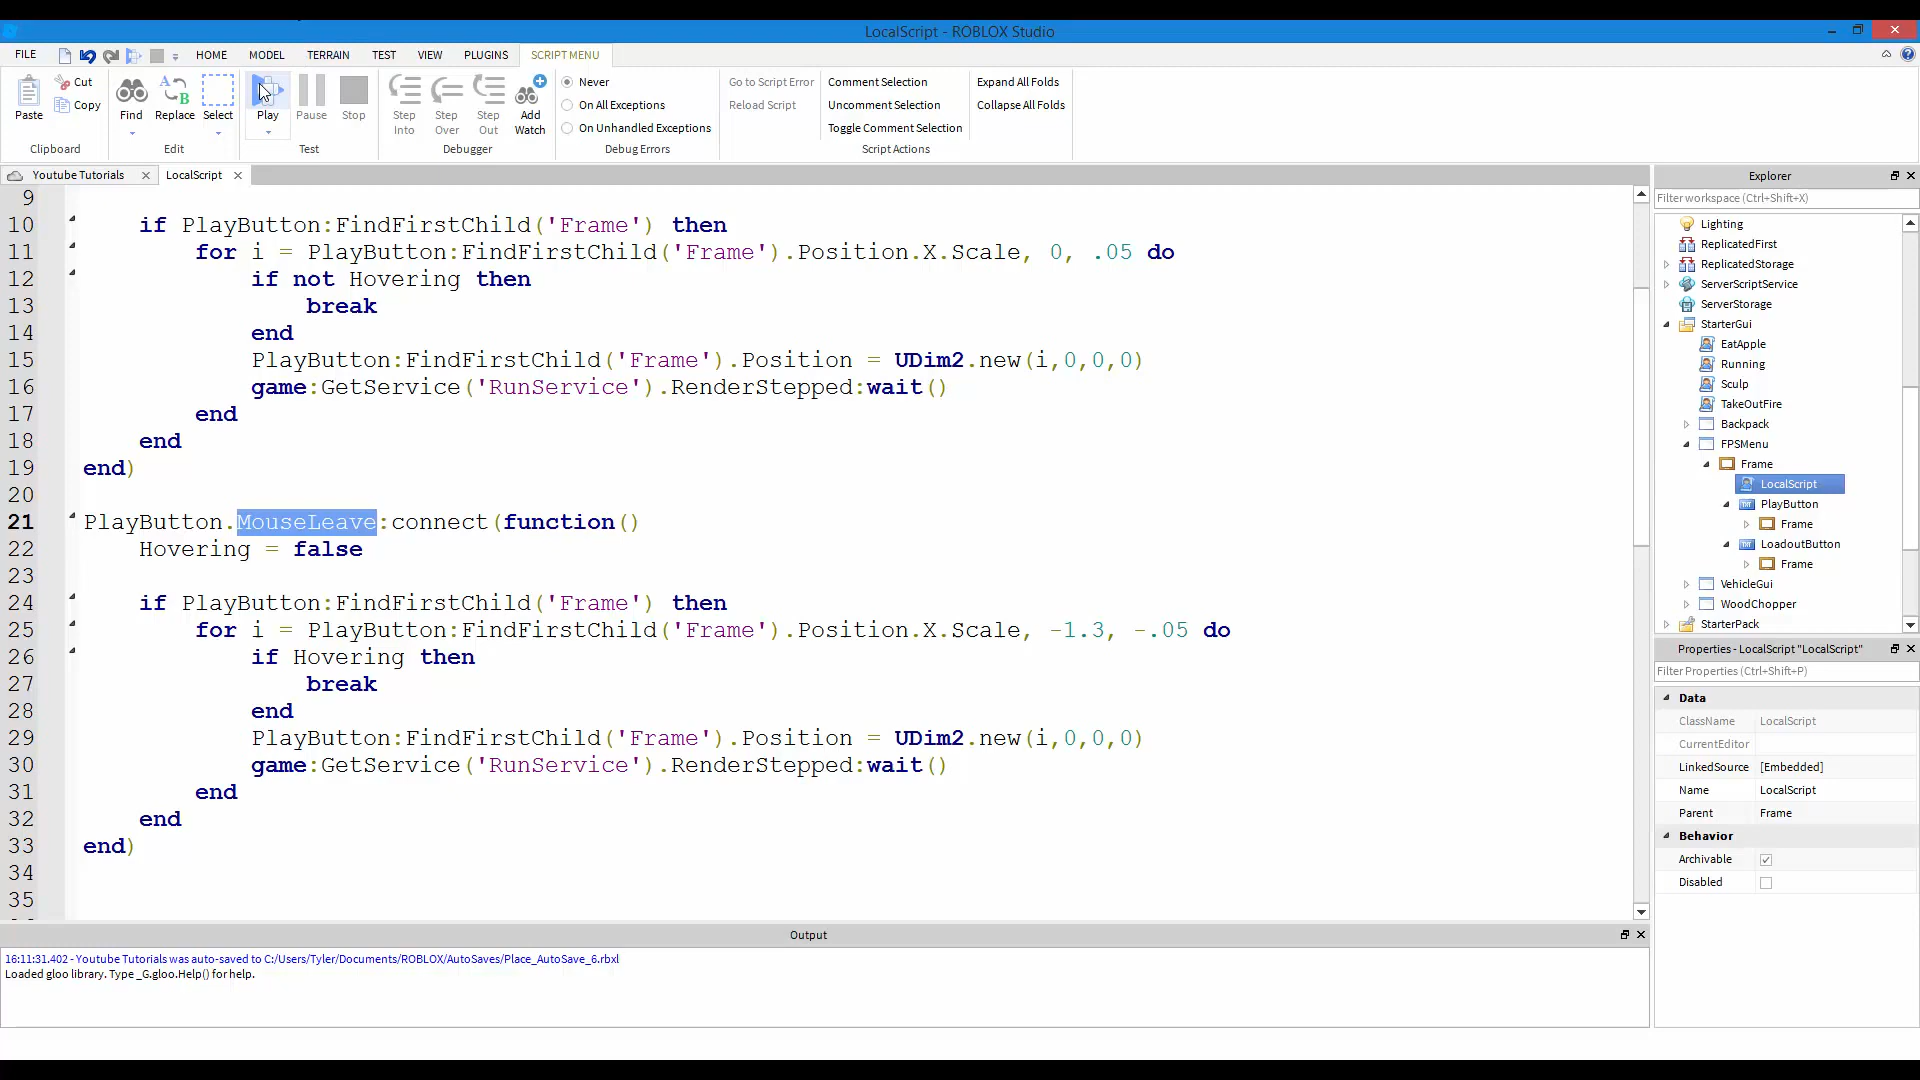 LocalScript - ROBLOX Studio
FILE HOME MODEL TERRAIN TEST VIEW PLUGINS SCRIPT MENU
Paste Cut Copy Find Replace Select Play Pause Stop Step Into Step Over Step Out Add Watch
Never
On All Exceptions
On Unhandled Exceptions
Go to Script Error
Reload Script
Comment Selection
Uncomment Selection
Toggle Comment Selection
Expand All Folds
Collapse All Folds
Clipboard Edit Test Debugger Debug Errors Script Actions
Youtube Tutorials LocalScript
9
10 if PlayButton:FindFirstChild('Frame') then
11 for i = PlayButton:FindFirstChild('Frame').Position.X.Scale, 0, .05 do
12 if not Hovering then
13 break
14 end
15 PlayButton:FindFirstChild('Frame').Position = UDim2.new(i,0,0,0)
16 game:GetService('RunService').RenderStepped:wait()
17 end
18 end
19 end)
20
21 PlayButton.MouseLeave:connect(function()
22 Hovering = false
23
24 if PlayButton:FindFirstChild('Frame') then
25 for i = PlayButton:FindFirstChild('Frame').Position.X.Scale, -1.3, -.05 do
26 if Hovering then
27 break
28 end
29 PlayButton:FindFirstChild('Frame').Position = UDim2.new(i,0,0,0)
30 game:GetService('RunService').RenderStepped:wait()
31 end
32 end
33 end)
34
35
Output
16:11:31.402 - Youtube Tutorials was auto-saved to C:/Users/Tyler/Documents/ROBLOX/AutoSaves/Place_AutoSave_6.rbxl
Loaded gloo library. Type _G.gloo.Help() for help.
Explorer
Filter workspace (Ctrl+Shift+X)
Lighting
ReplicatedFirst
ReplicatedStorage
ServerScriptService
ServerStorage
StarterGui
EatApple
Running
Sculp
TakeOutFire
Backpack
FPSMenu
Frame
LocalScript
PlayButton
Frame
LoadoutButton
Frame
VehicleGui
WoodChopper
StarterPack
Properties - LocalScript "LocalScript"
Filter Properties (Ctrl+Shift+P)
Data
ClassName LocalScript
CurrentEditor
LinkedSource [Embedded]
Name LocalScript
Parent Frame
Behavior
Archivable
Disabled